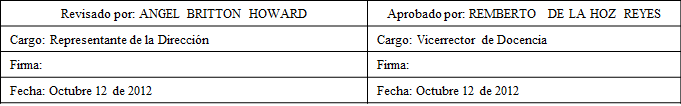 Revisado por: ANGEL BRITTON HOWARD Aprobado por: REMBERTO DE LA HOZ REYES
Cargo: Representante de la Dirección Cargo: Vicerrector de Docencia
Firma: Firma:
Fecha: Octubre 12 de 2012 Fecha: Octubre 12 de 2012